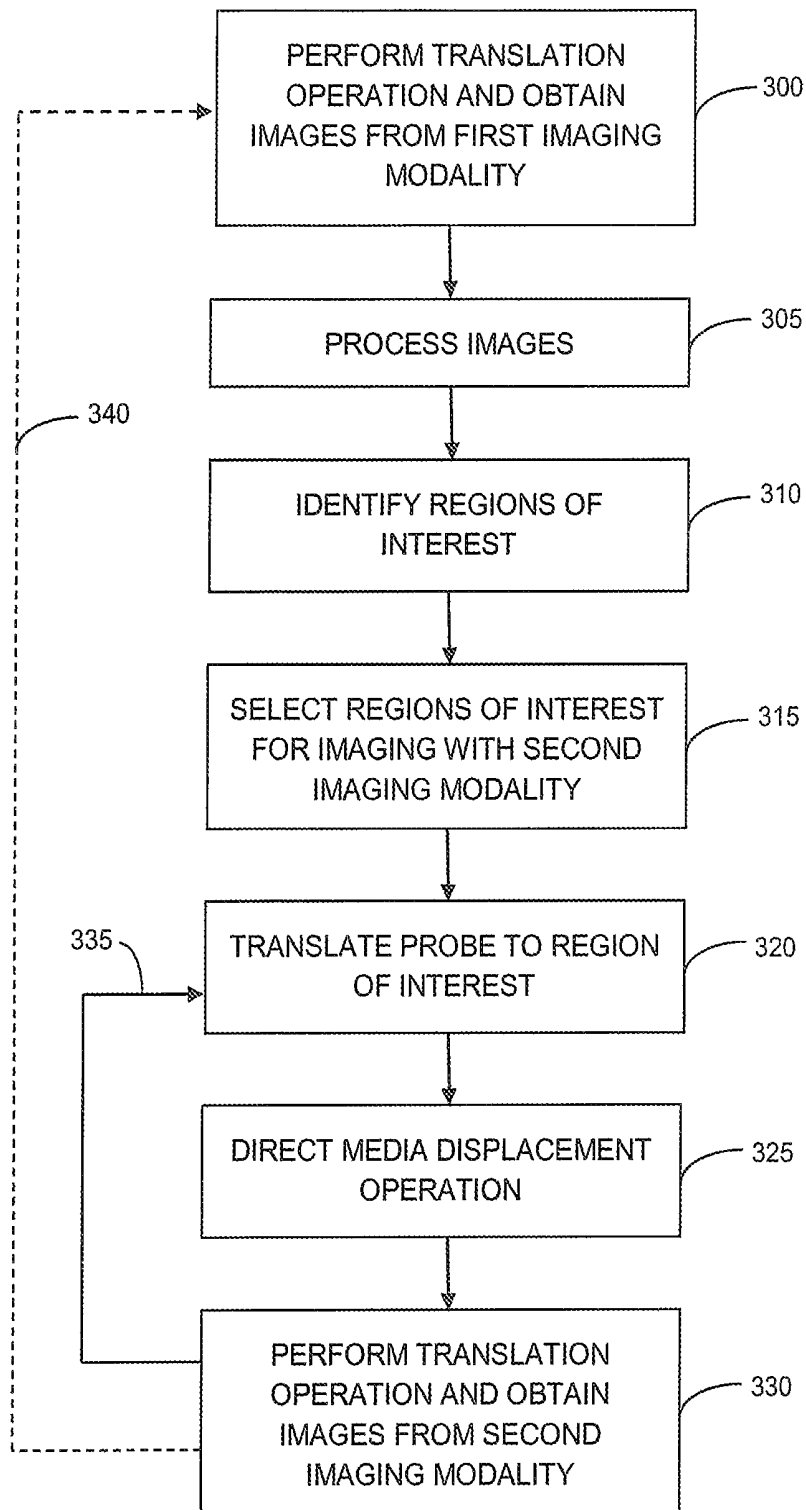 PERFORM TRANSLATION
OPERATION AND OBTAIN
IMAGES FROM FIRST IMAGING
MODALITY
300
PROCESS IMAGES
305
340
IDENTIFY REGIONS OF
INTEREST
310
SELECT REGIONS OF INTEREST
FOR IMAGING WITH SECOND
IMAGING MODALITY
315
335
TRANSLATE PROBE TO REGION
OF INTEREST
320
DIRECT MEDIA DISPLACEMENT
OPERATION
325
PERFORM TRANSLATION
OPERATION AND OBTAIN
IMAGES FROM SECOND
IMAGING MODALITY
330